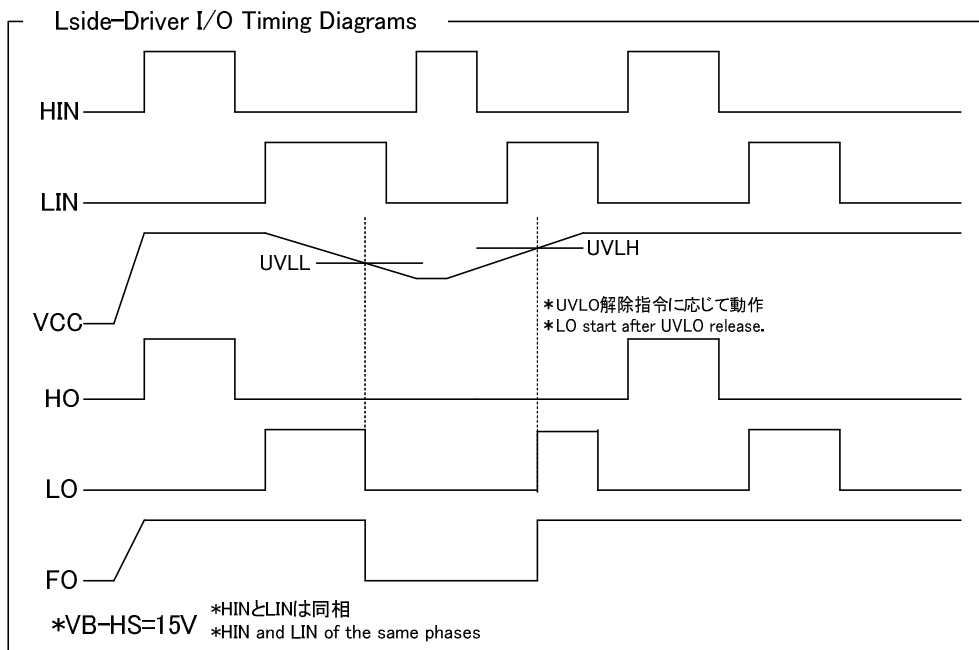 Lside-Driver I/O Timing Diagrams
HIN
LIN
UVLL
UVLH
VCC
*UVLO解除指令に応じて動作
*LO start after UVLO release.
HO
LO
FO
*VB-HS=15V
*HINとLINは同相
*HIN and LIN of the same phases